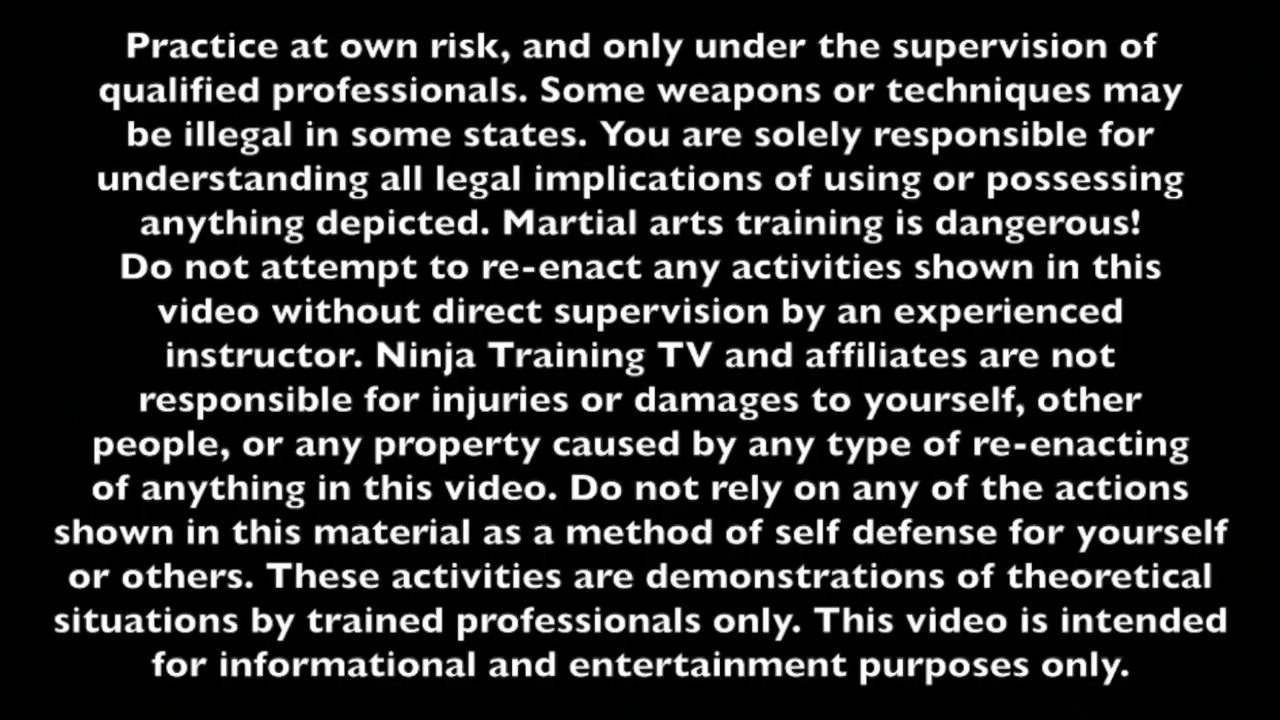 Practice at own risk, and only under the supervision of
qualified professionals. Some weapons or techniques may
be illegal in some states. You are solely responsible for
understanding all legal implications of using or possessing
anything depicted. Martial arts training is dangerous!
Do not attempt to re-enact any activities shown in this
video without direct supervision by an experienced
instructor. Ninja Training TV and affiliates are not
responsible for injuries or damages to yourself, other
people, or any property caused by any type of re-enacting
of anything in this video. Do not rely on any of the actions
shown in this material as a method of self defense for yourself
or others. These activities are demonstrations of theoretical
situations by trained professionals only. This video is intended
for informational and entertainment purposes only.